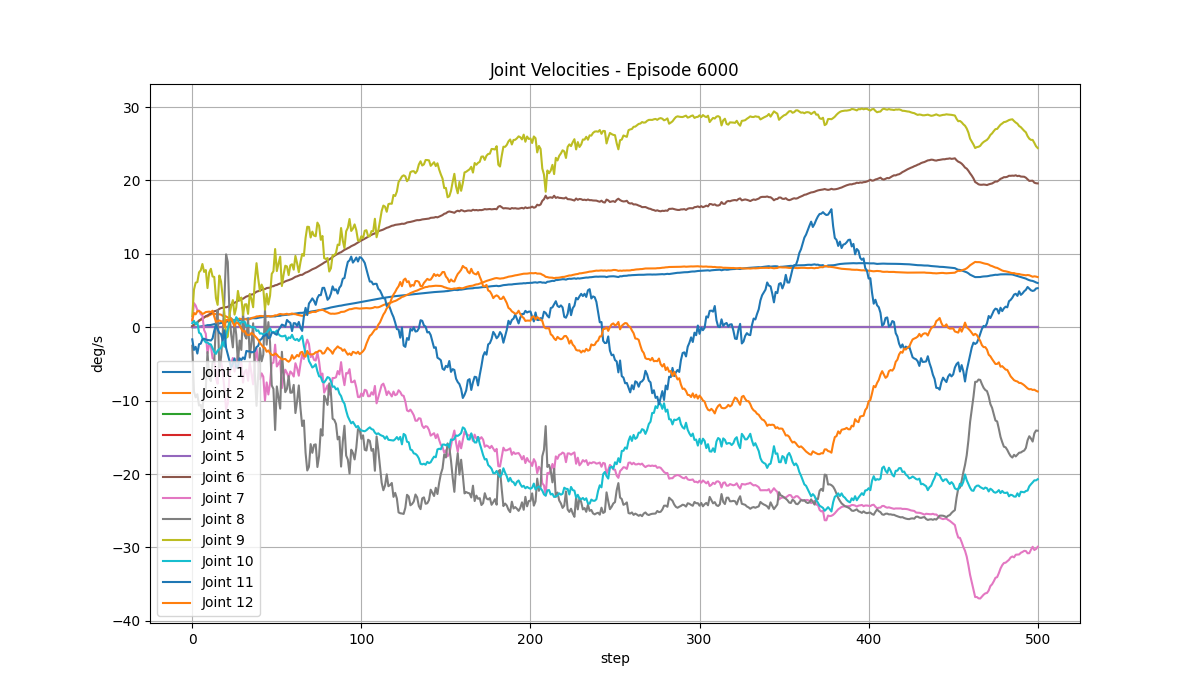 Joint Velocities - Episode 6000
deg/s
30
20
10
0
−10
−20
−30
−40
Joint 1
Joint 2
Joint 3
Joint 4
Joint 5
Joint 6
Joint 7
Joint 8
Joint 9
Joint 10
Joint 11
Joint 12
0 100 200 300 400 500
step